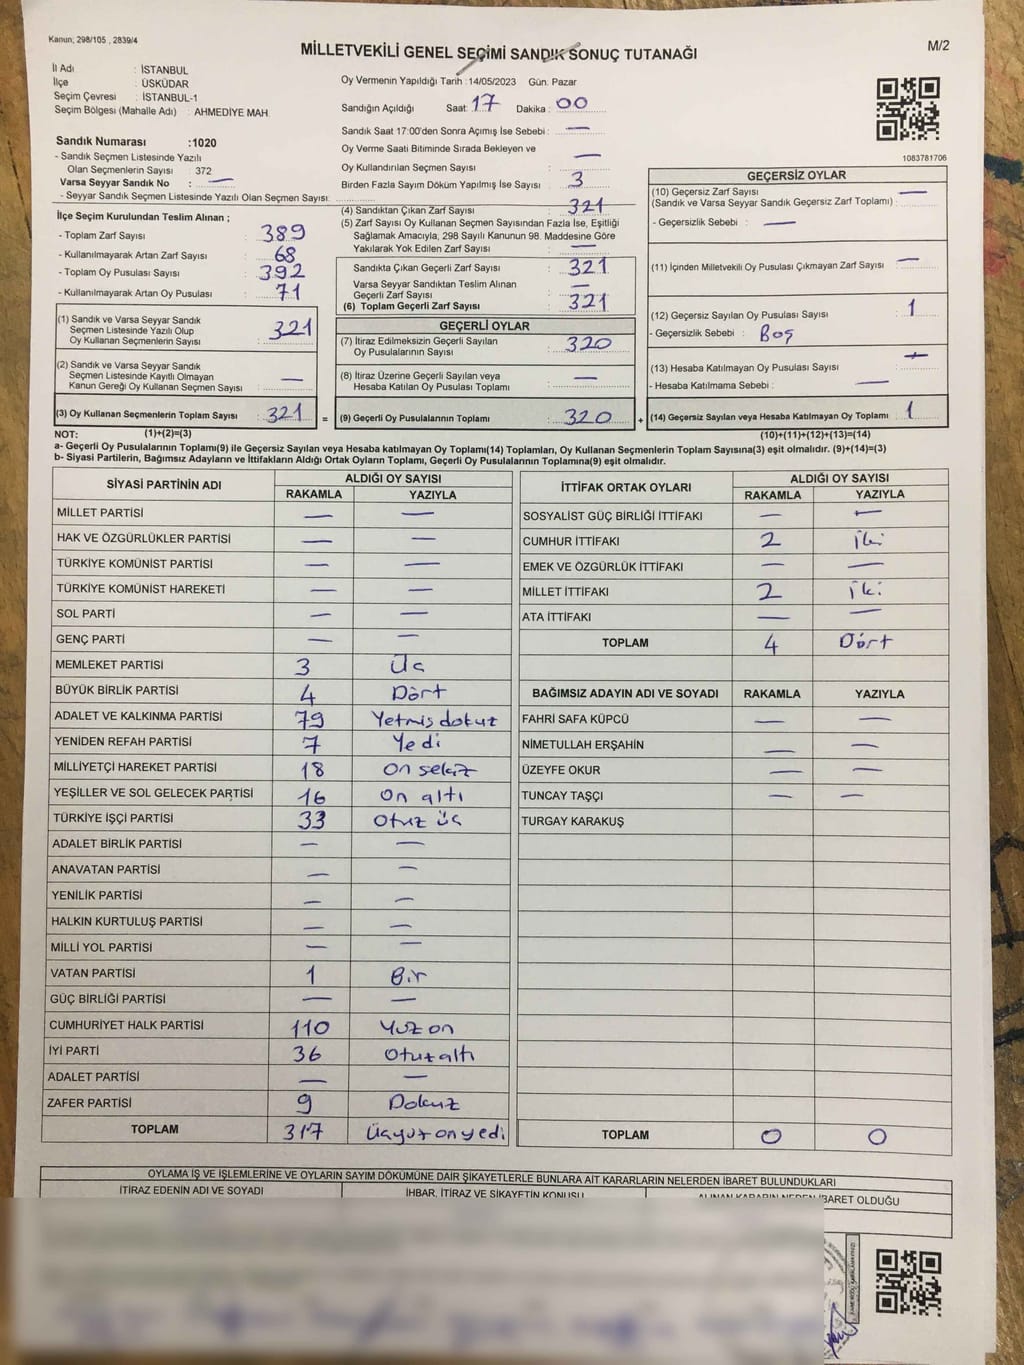 Kanun; 298/105 , 2839/4
MİLLETVEKİLİ GENEL SEÇİMİ SANDIK SONUÇ TUTANAĞI
M/2
İl Adı : İSTANBUL
İlçe : ÜSKÜDAR
Seçim Çevresi : İSTANBUL-1
Seçim Bölgesi (Mahalle Adı) : AHMEDİYE MAH.
Sandık Numarası :1020
- Sandık Seçmen Listesinde Yazılı
Olan Seçmenlerin Sayısı :372
Varsa Seyyar Sandık No : —
- Seyyar Sandık Seçmen Listesinde Yazılı Olan Seçmen Sayısı:
Oy Vermenin Yapıldığı Tarih :14/05/2023 Gün. Pazar
Sandığın Açıldığı Saat: 17 Dakika : 00
Sandık Saat 17:00'den Sonra Açımış İse Sebebi : —
Oy Verme Saati Bitiminde Sırada Bekleyen ve
Oy Kullandırılan Seçmen Sayısı : —
Birden Fazla Sayım Döküm Yapılmış İse Sayısı : 3
1083781706
İlçe Seçim Kurulundan Teslim Alınan ;
- Toplam Zarf Sayısı : 389
- Kullanılmayarak Artan Zarf Sayısı : 68
- Toplam Oy Pusulası Sayısı : 392
- Kullanılmayarak Artan Oy Pusulası : 71
(1) Sandık ve Varsa Seyyar Sandık
Seçmen Listesinde Yazılı Olup
Oy Kullanan Seçmenlerin Sayısı : 321
(2) Sandık ve Varsa Seyyar Sandık
Seçmen Listesinde Kayıtlı Olmayan
Kanun Gereği Oy Kullanan Seçmen Sayısı : —
(3) Oy Kullanan Seçmenlerin Toplam Sayısı : 321 =
(4) Sandıktan Çıkan Zarf Sayısı : 321
(5) Zarf Sayısı Oy Kullanan Seçmen Sayısından Fazla İse, Eşitliği
Sağlamak Amacıyla, 298 Sayılı Kanunun 98. Maddesine Göre
Yakılarak Yok Edilen Zarf Sayısı : —
Sandıkta Çıkan Geçerli Zarf Sayısı : 321
Varsa Seyyar Sandıktan Teslim Alınan
Geçerli Zarf Sayısı : —
(6) Toplam Geçerli Zarf Sayısı : 321
GEÇERLİ OYLAR
(7) İtiraz Edilmeksizin Geçerli Sayılan
Oy Pusulalarının Sayısı : 320
(8) İtiraz Üzerine Geçerli Sayılan veya
Hesaba Katılan Oy Pusulası Toplamı : —
(9) Geçerli Oy Pusulalarının Toplamı : 320 +
GEÇERSİZ OYLAR
(10) Geçersiz Zarf Sayısı —
(Sandık ve Varsa Seyyar Sandık Geçersiz Zarf Toplamı) :
- Geçersizlik Sebebi : —
(11) İçinden Milletvekili Oy Pusulası Çıkmayan Zarf Sayısı : —
(12) Geçersiz Sayılan Oy Pusulası Sayısı : 1
- Geçersizlik Sebebi : Boş
(13) Hesaba Katılmayan Oy Pusulası Sayısı : —
- Hesaba Katılmama Sebebi : —
(14) Geçersiz Sayılan veya Hesaba Katılmayan Oy Toplamı : 1
NOT: (1)+(2)=(3) (10)+(11)+(12)+(13)=(14)
a- Geçerli Oy Pusulalarının Toplamı(9) ile Geçersiz Sayılan veya Hesaba katılmayan Oy Toplamı(14) Toplamları, Oy Kullanan Seçmenlerin Toplam Sayısına(3) eşit olmalıdır. (9)+(14)=(3)
b- Siyasi Partilerin, Bağımsız Adayların ve İttifakların Aldığı Ortak Oyların Toplamı, Geçerli Oy Pusulalarının Toplamına(9) eşit olmalıdır.
SİYASİ PARTİNİN ADI ALDIĞI OY SAYISI
RAKAMLA YAZIYLA
MİLLET PARTİSİ — —
HAK VE ÖZGÜRLÜKLER PARTİSİ — —
TÜRKİYE KOMÜNİST PARTİSİ — —
TÜRKİYE KOMÜNİST HAREKETİ — —
SOL PARTİ — —
GENÇ PARTİ — —
MEMLEKET PARTİSİ 3 Üç
BÜYÜK BİRLİK PARTİSİ 4 Dört
ADALET VE KALKINMA PARTİSİ 79 Yetmiş dokuz
YENİDEN REFAH PARTİSİ 7 Yedi
MİLLİYETÇİ HAREKET PARTİSİ 18 On sekiz
YEŞİLLER VE SOL GELECEK PARTİSİ 16 On altı
TÜRKİYE İŞÇİ PARTİSİ 33 Otuz üç
ADALET BİRLİK PARTİSİ — —
ANAVATAN PARTİSİ — —
YENİLİK PARTİSİ — —
HALKIN KURTULUŞ PARTİSİ — —
MİLLİ YOL PARTİSİ — —
VATAN PARTİSİ 1 Bir
GÜÇ BİRLİĞİ PARTİSİ — —
CUMHURİYET HALK PARTİSİ 110 Yüz on
İYİ PARTİ 36 Otuz altı
ADALET PARTİSİ — —
ZAFER PARTİSİ 9 Dokuz
TOPLAM 317 Üçyüz onyedi
İTTİFAK ORTAK OYLARI ALDIĞI OY SAYISI
RAKAMLA YAZIYLA
SOSYALİST GÜÇ BİRLİĞİ İTTİFAKI — —
CUMHUR İTTİFAKI 2 İki
EMEK VE ÖZGÜRLÜK İTTİFAKI — —
MİLLET İTTİFAKI 2 İki
ATA İTTİFAKI — —
TOPLAM 4 Dört
BAĞIMSIZ ADAYIN ADI VE SOYADI RAKAMLA YAZIYLA
FAHRİ SAFA KÜPCÜ — —
NİMETULLAH ERŞAHİN — —
ÜZEYFE OKUR — —
TUNCAY TAŞÇI — —
TURGAY KARAKUŞ
TOPLAM 0 0
OYLAMA İŞ VE İŞLEMLERİNE VE OYLARIN SAYIM DÖKÜMÜNE DAİR ŞİKAYETLERLE BUNLARA AİT KARARLARIN NELERDEN İBARET BULUNDUKLARI
İTİRAZ EDENİN ADI VE SOYADI İHBAR, İTİRAZ VE ŞİKAYETİN KONUSU ALINAN KARARIN NEDEN İBARET OLDUĞU